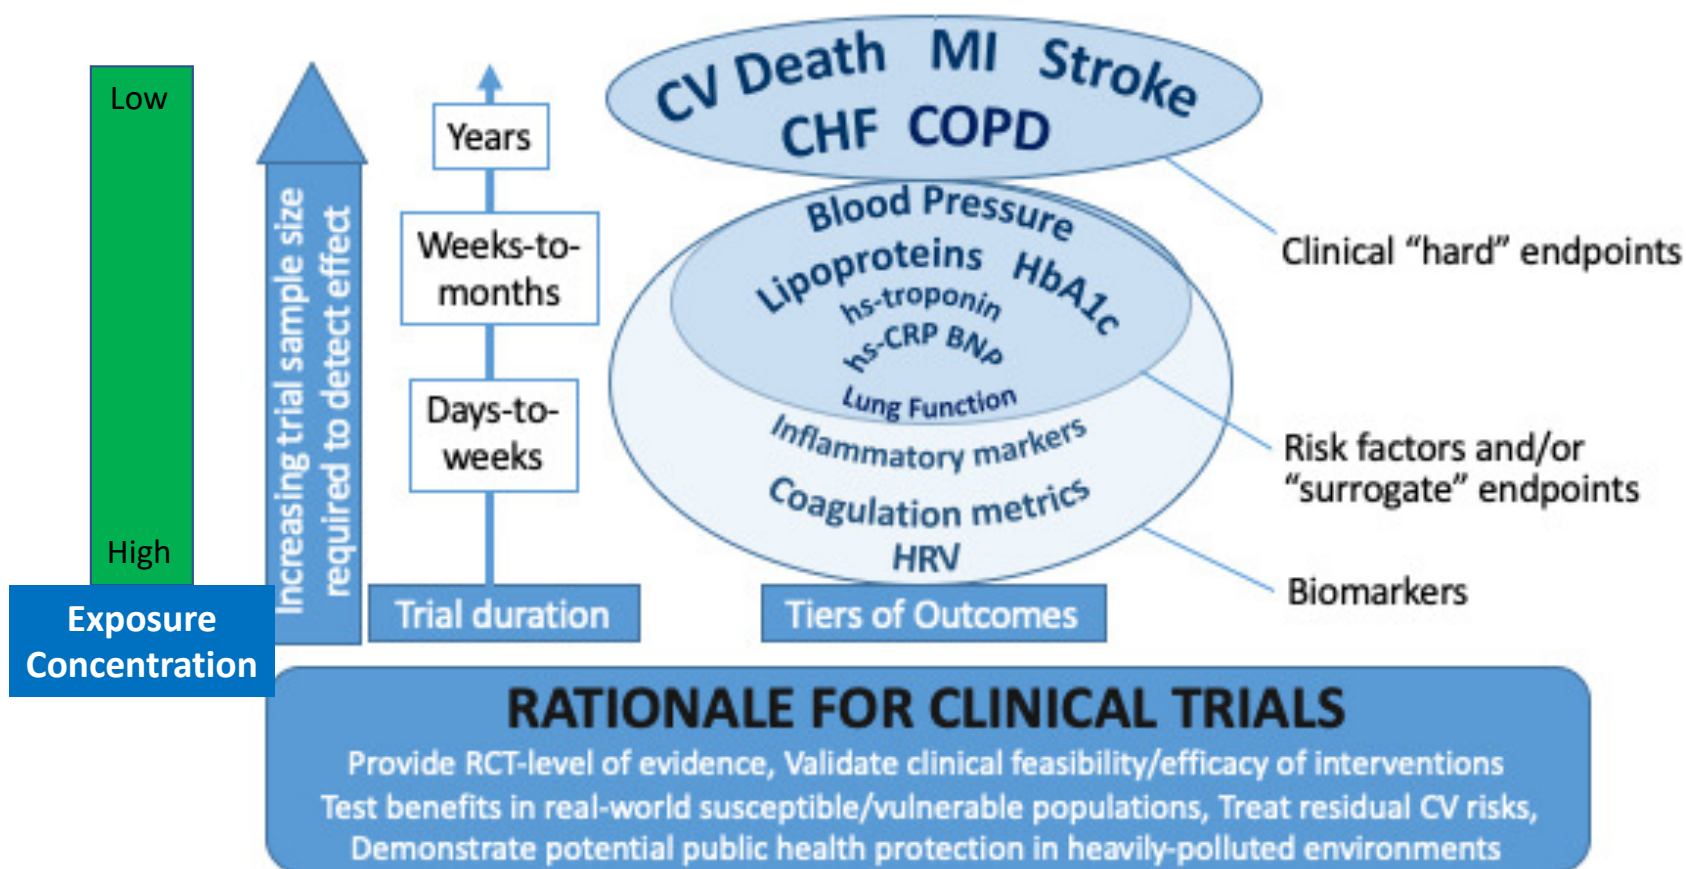 Low
High
Exposure
Concentration
Increasing trial sample size
required to detect effect
Years
Weeks-to-
months
Days-to-
weeks
Trial duration
CV Death MI Stroke
CHF COPD
Blood Pressure
Lipoproteins HbA1c
hs-troponin
hs-CRP BNP
Lung Function
Inflammatory markers
Coagulation metrics
HRV
Tiers of Outcomes
Clinical “hard” endpoints
Risk factors and/or
“surrogate” endpoints
Biomarkers
RATIONALE FOR CLINICAL TRIALS
Provide RCT-level of evidence, Validate clinical feasibility/efficacy of interventions
Test benefits in real-world susceptible/vulnerable populations, Treat residual CV risks,
Demonstrate potential public health protection in heavily-polluted environments